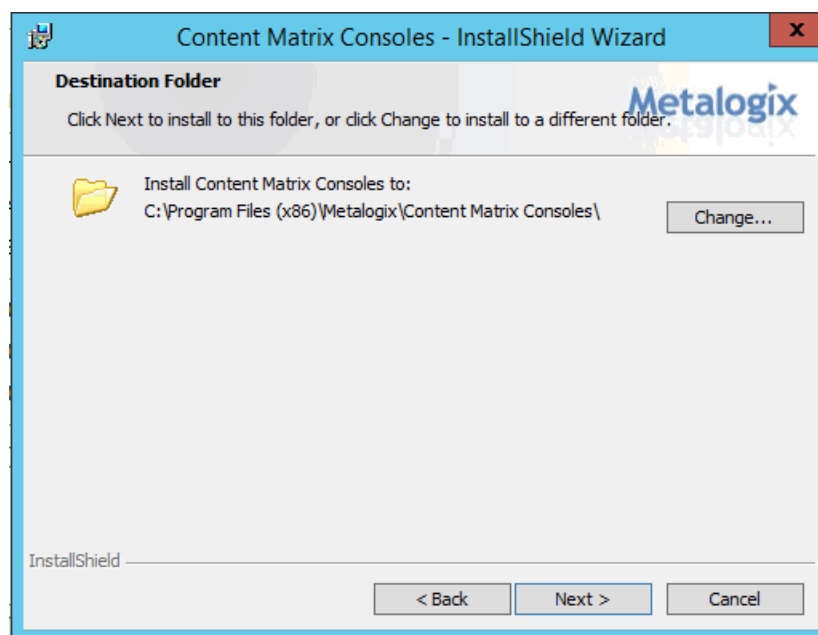 Content Matrix Consoles - InstallShield Wizard
x
Destination Folder
Click Next to install to this folder, or click Change to install to a different folder.
Metalogix
Install Content Matrix Consoles to:
C:\Program Files (x86)\Metalogix\Content Matrix Consoles\
Change...
InstallShield
< Back
Next >
Cancel